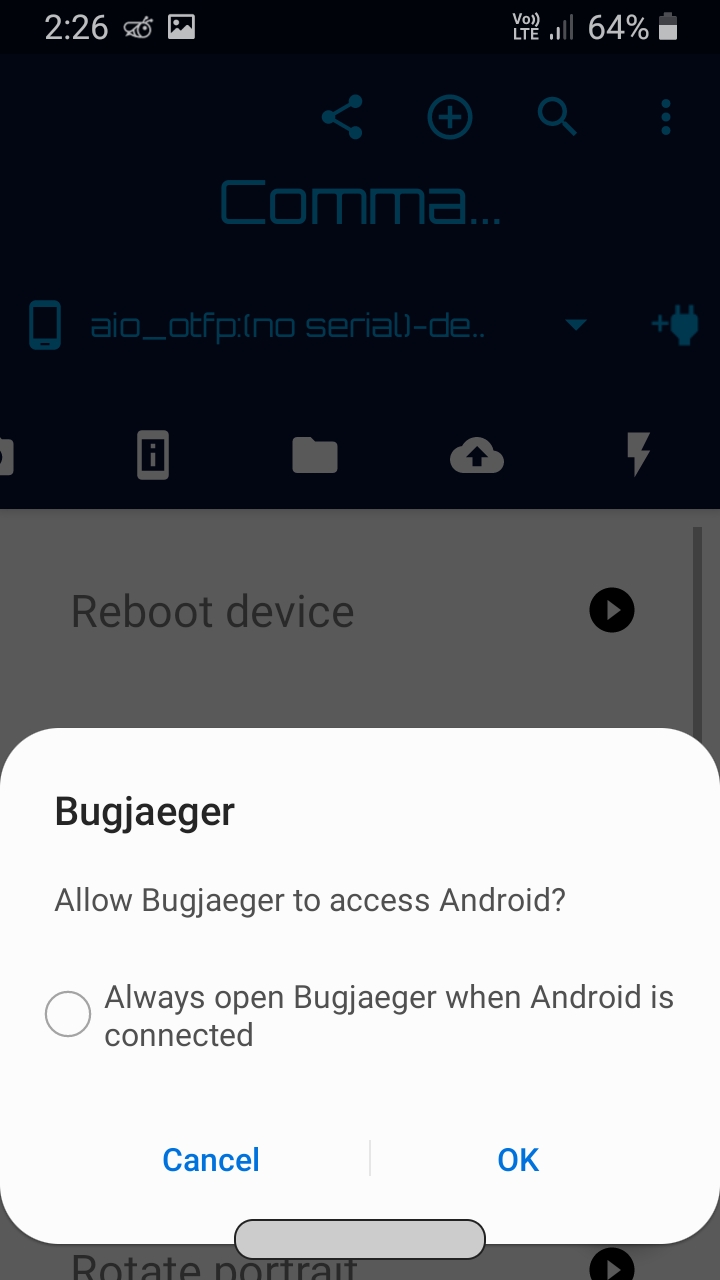 2:26 Vo)) LTE 64%
Comma...
aio_otfp:(no serial)-de..
Reboot device
Bugjaeger
Allow Bugjaeger to access Android?
Always open Bugjaeger when Android is
connected
Cancel OK
Rotate portrait